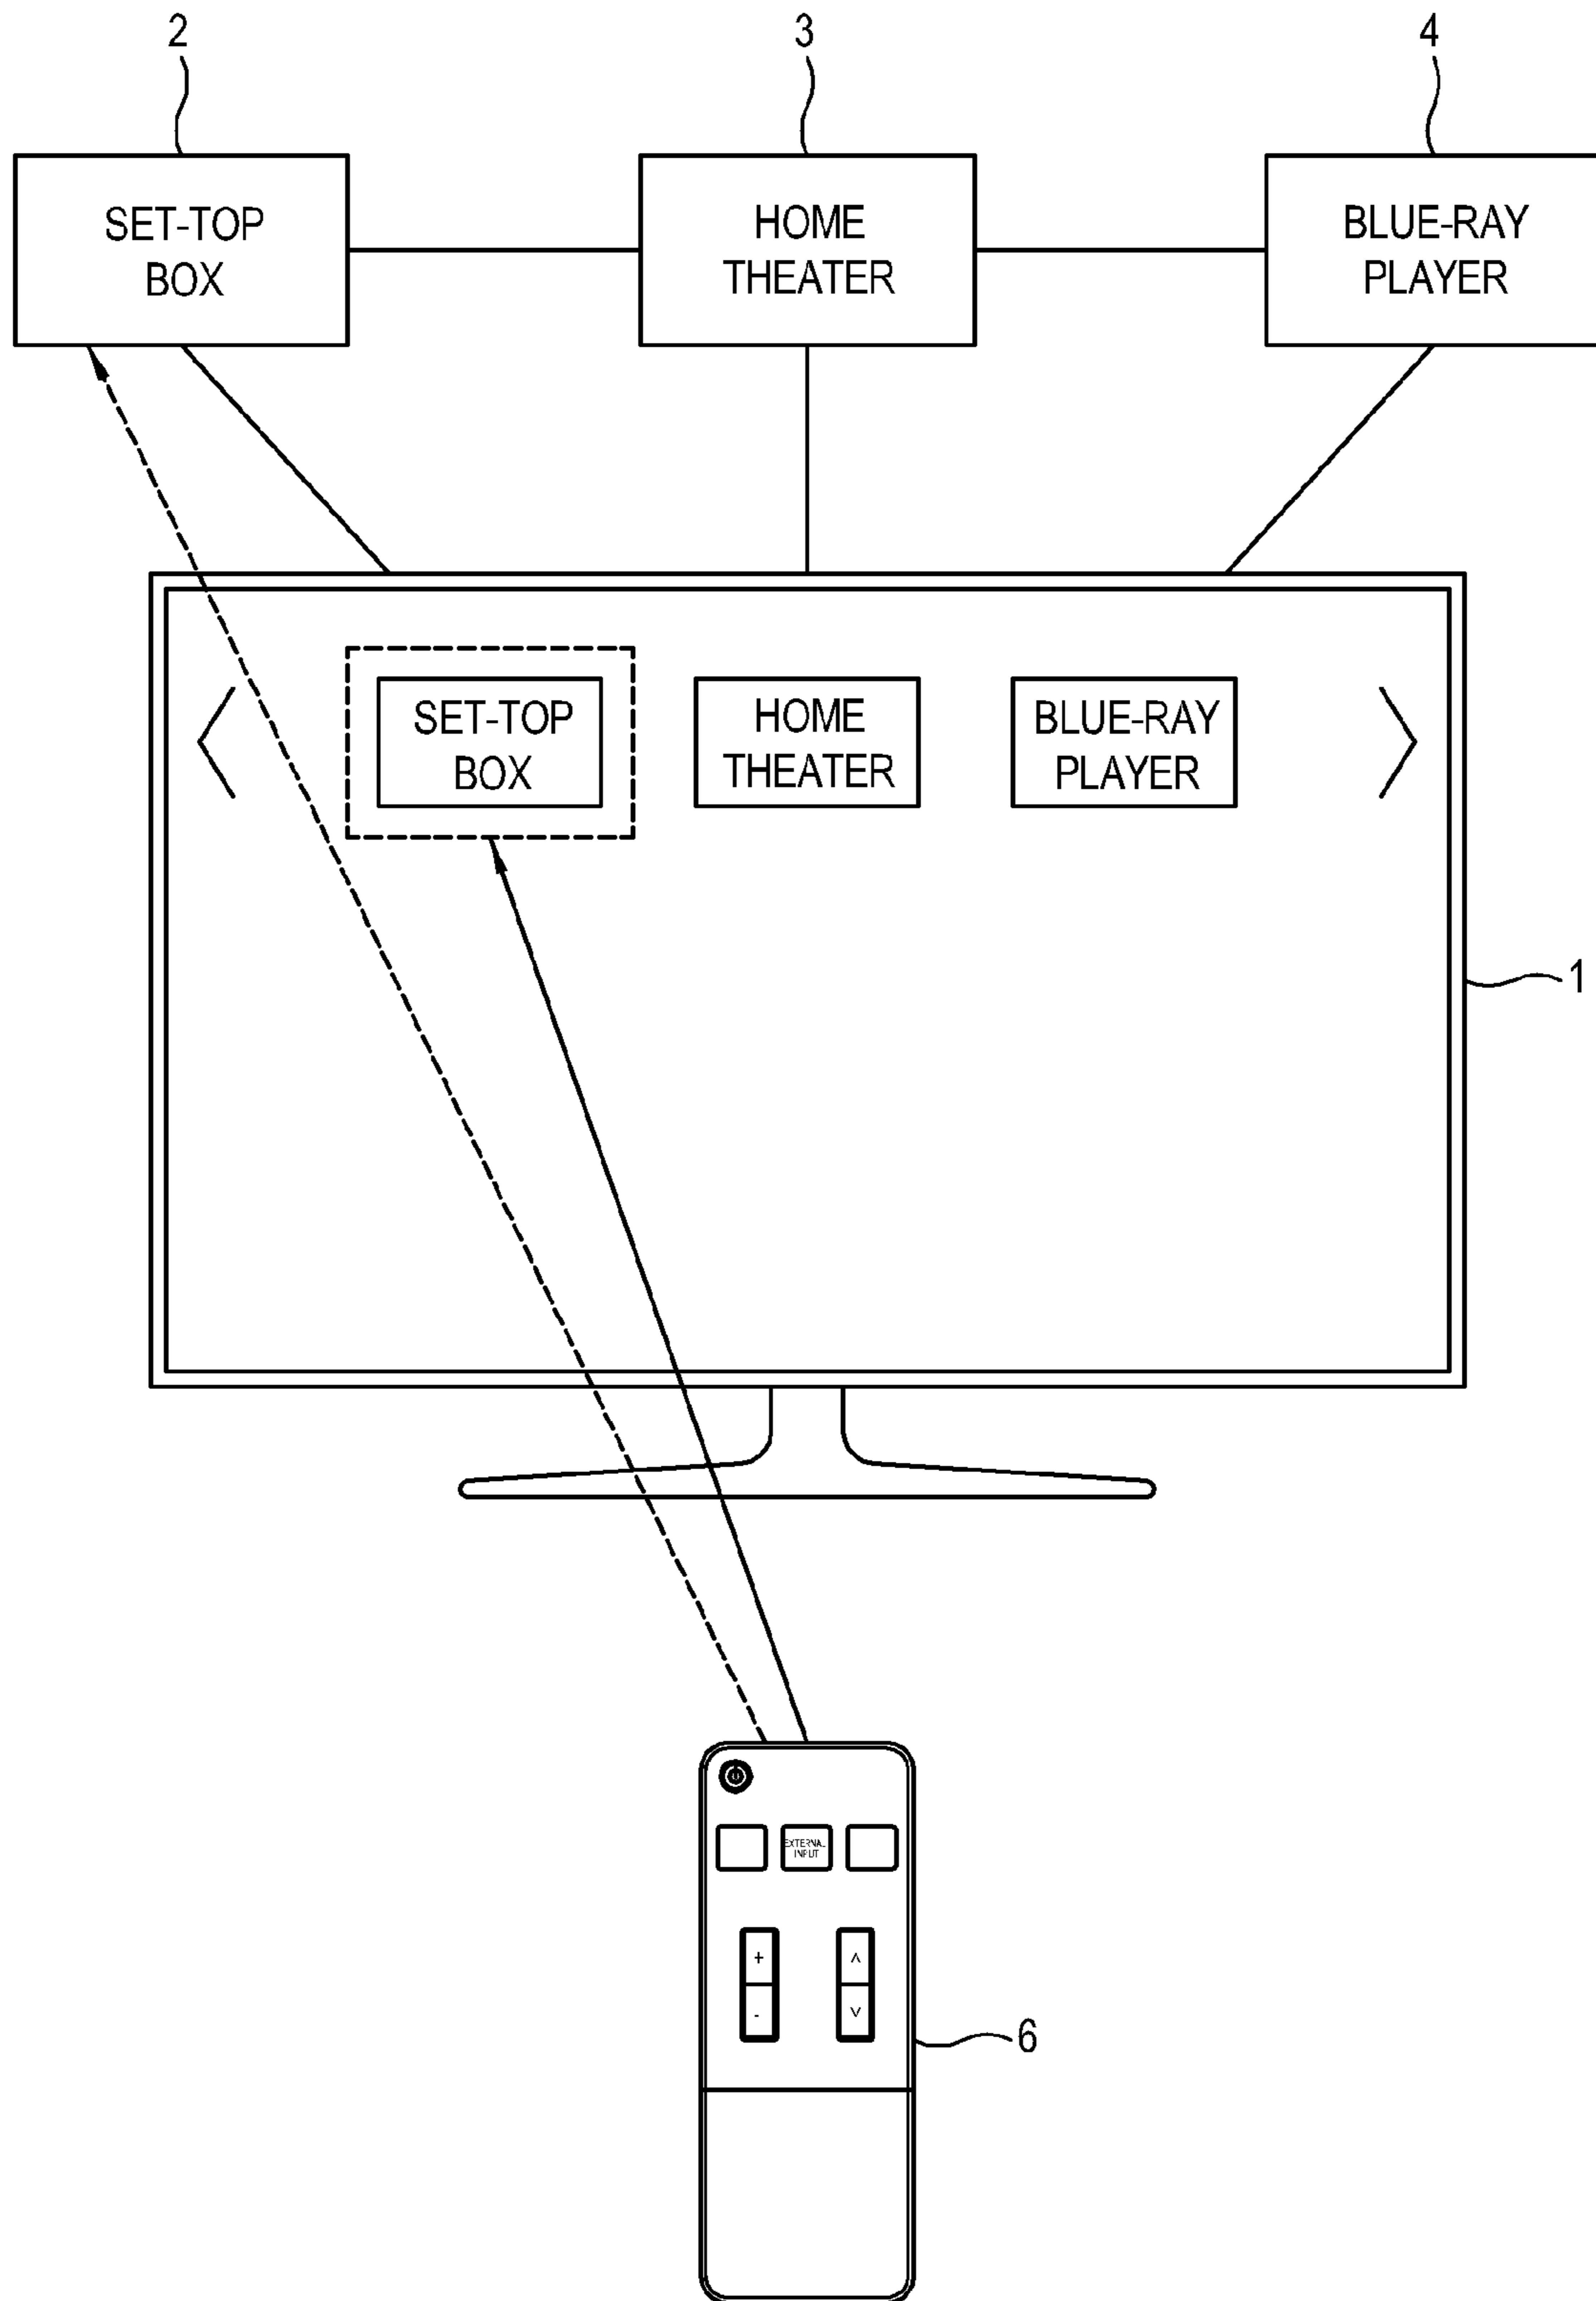 2
3
4
SET-TOP
BOX
HOME
THEATER
BLUE-RAY
PLAYER
SET-TOP
BOX
HOME
THEATER
BLUE-RAY
PLAYER
1
EXTERNAL
INPUT
+
-
6